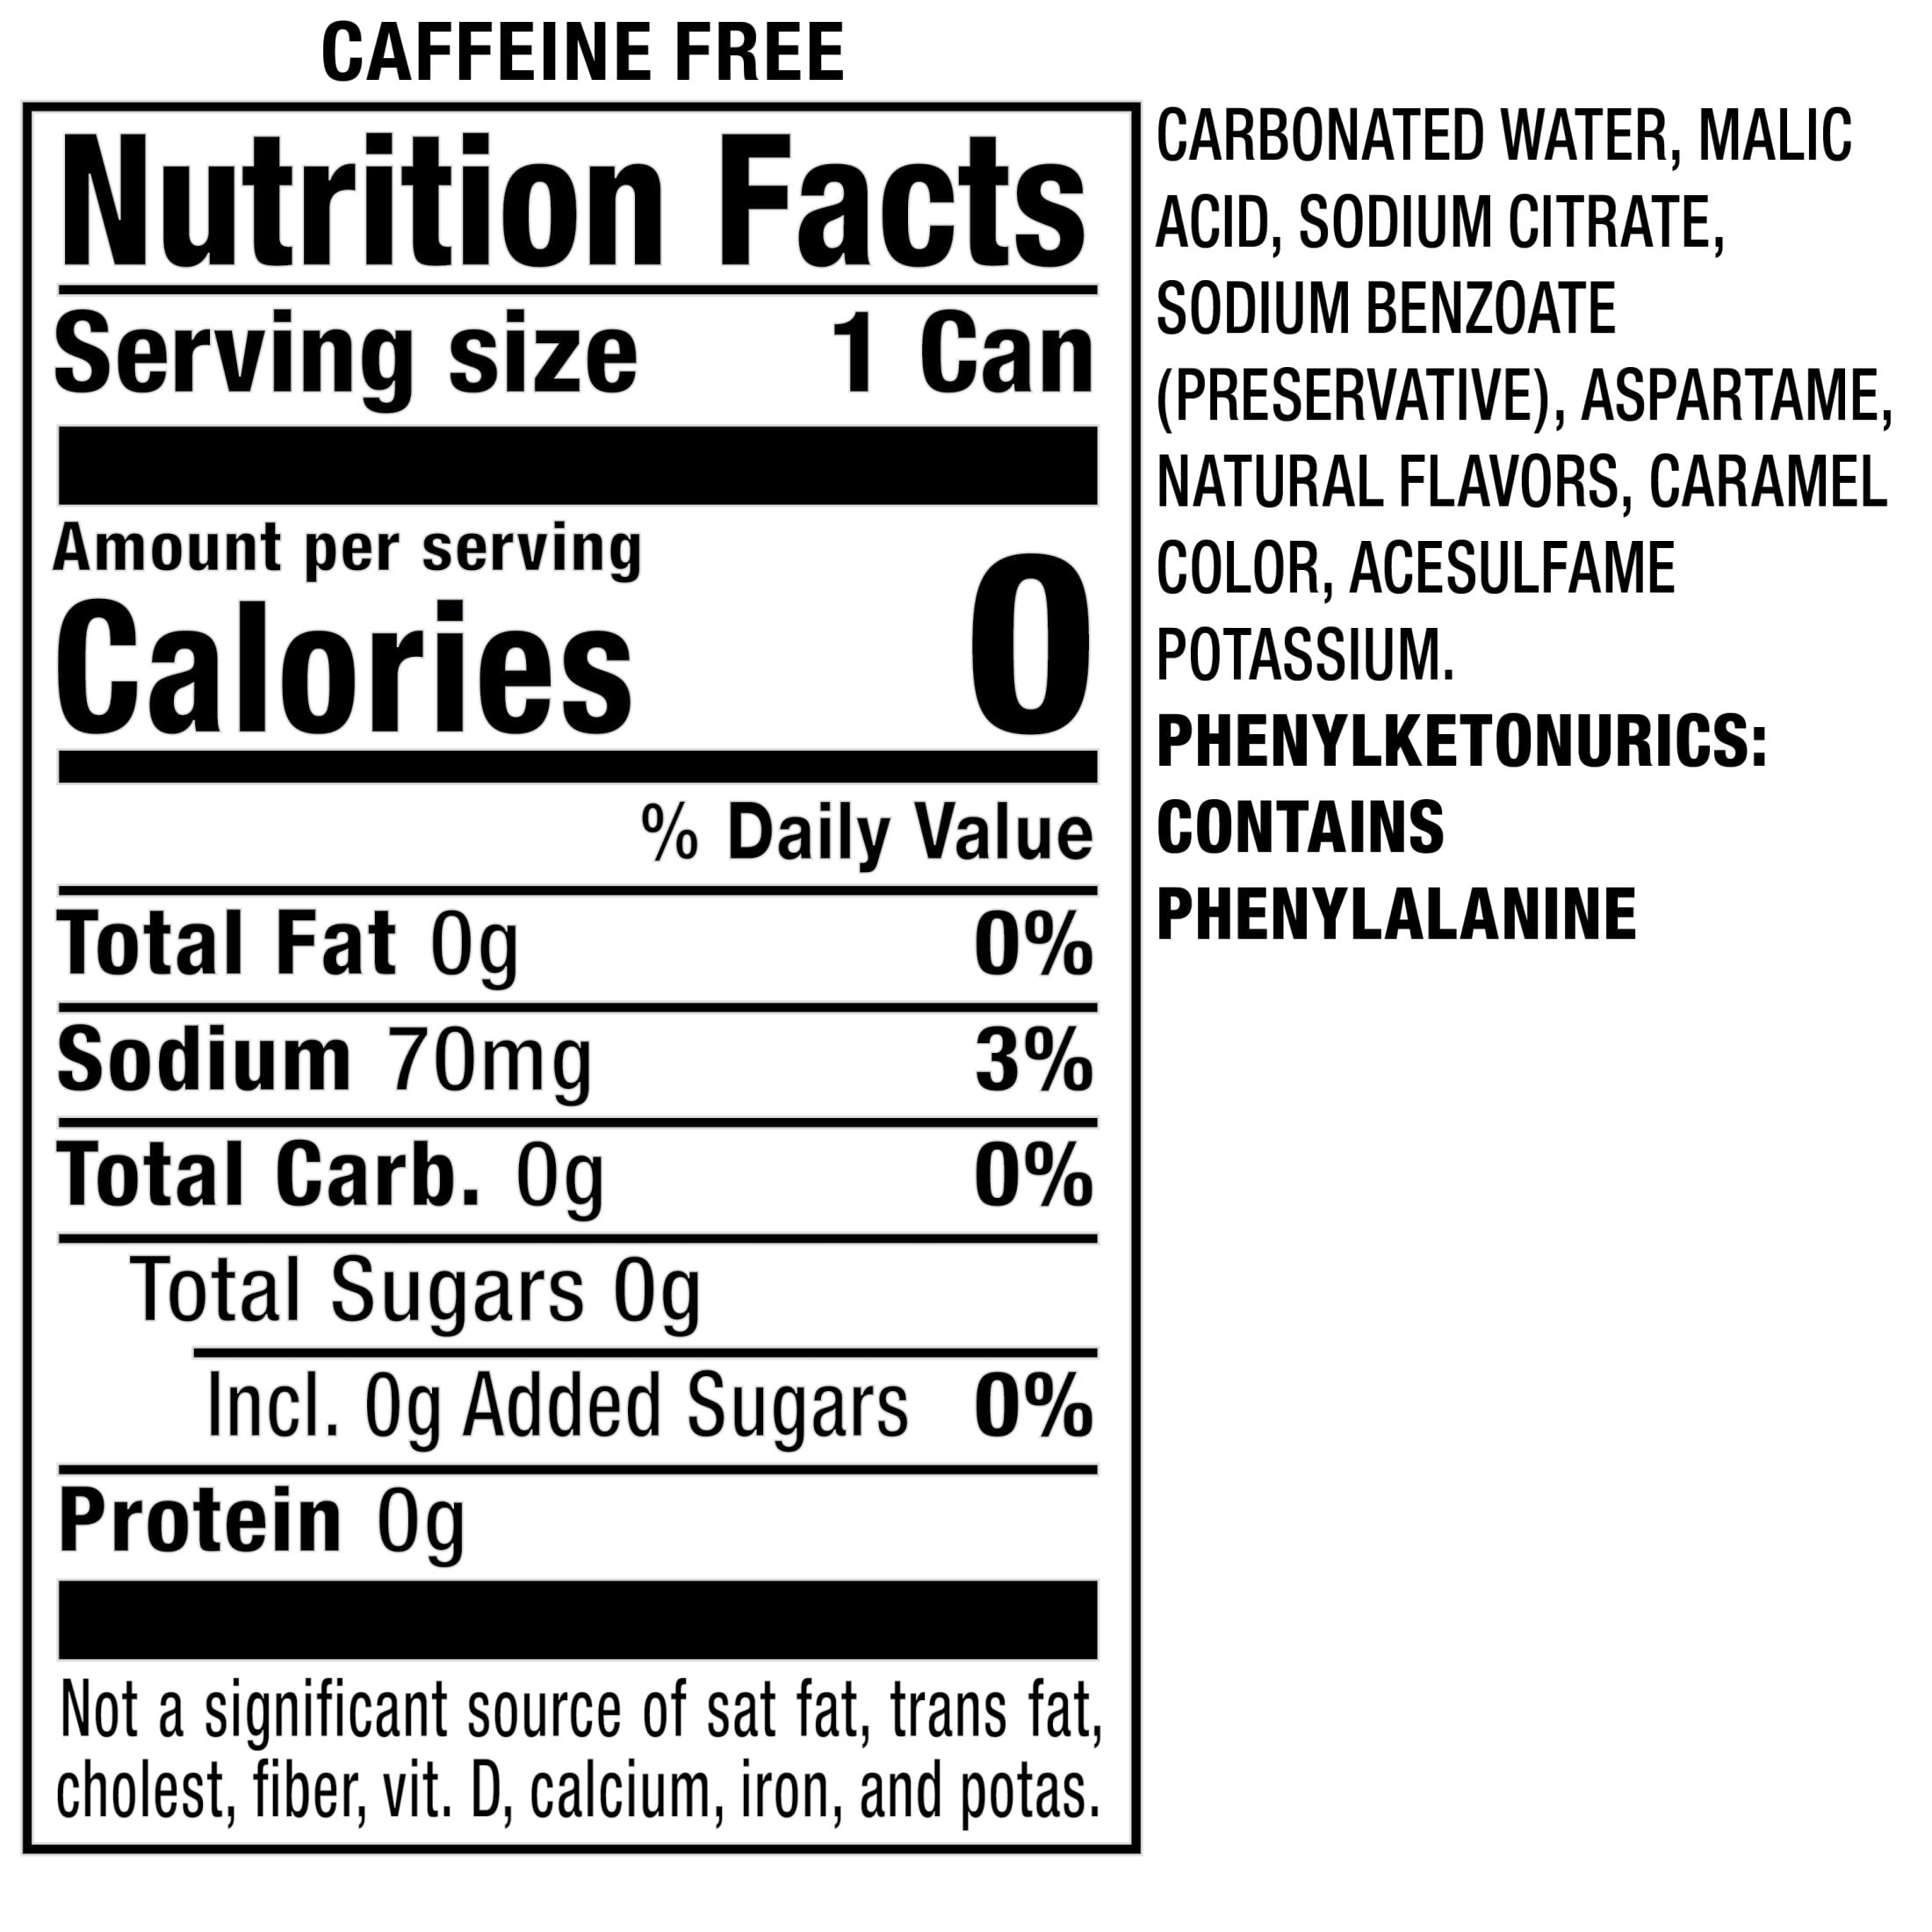 CAFFEINE FREE
Nutrition Facts
Serving size 1 Can
Amount per serving
Calories 0
% Daily Value
Total Fat 0g 0%
Sodium 70mg 3%
Total Carb. 0g 0%
Total Sugars 0g
Incl. 0g Added Sugars 0%
Protein 0g
Not a significant source of sat fat, trans fat,
cholest, fiber, vit. D, calcium, iron, and potas.
CARBONATED WATER, MALIC
ACID, SODIUM CITRATE,
SODIUM BENZOATE
(PRESERVATIVE), ASPARTAME,
NATURAL FLAVORS, CARAMEL
COLOR, ACESULFAME
POTASSIUM.
PHENYLKETONURICS:
CONTAINS
PHENYLALANINE